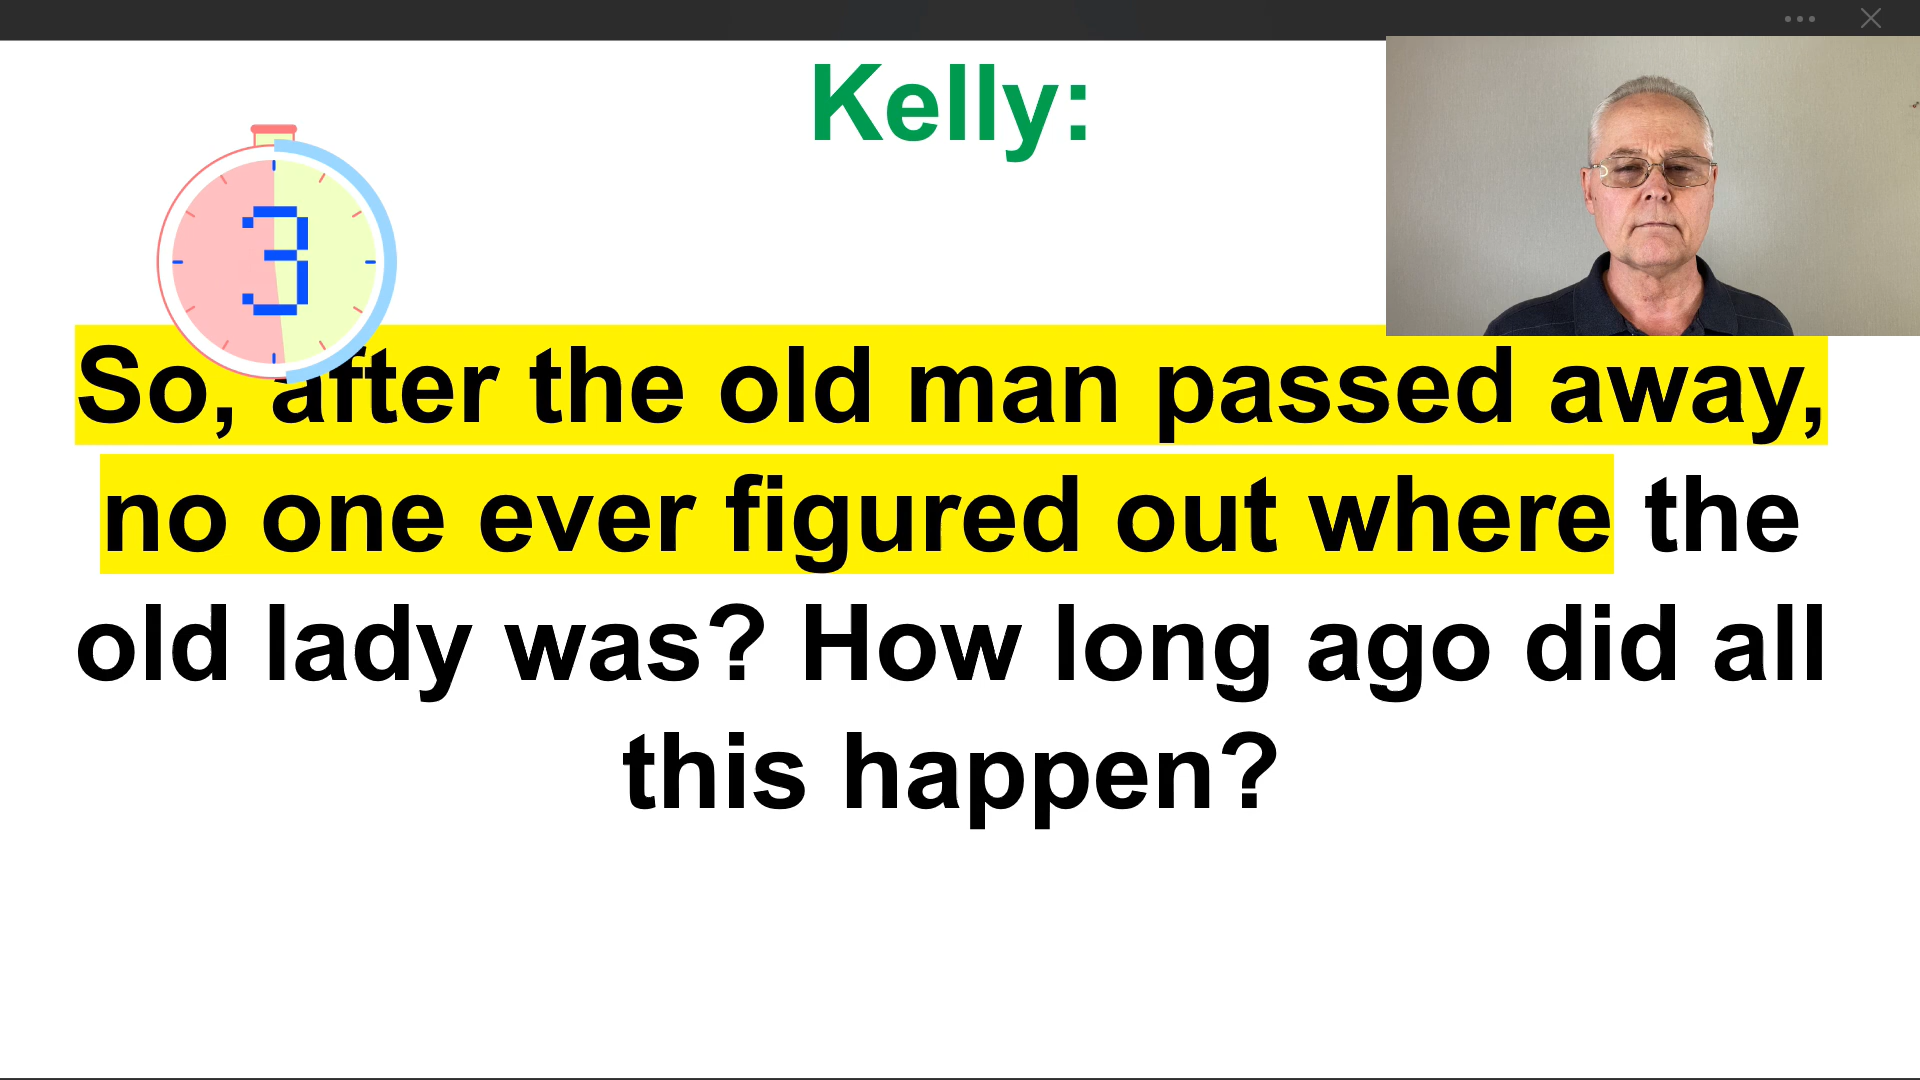 Kelly:
3
So, after the old man passed away,
no one ever figured out where the
old lady was? How long ago did all
this happen?